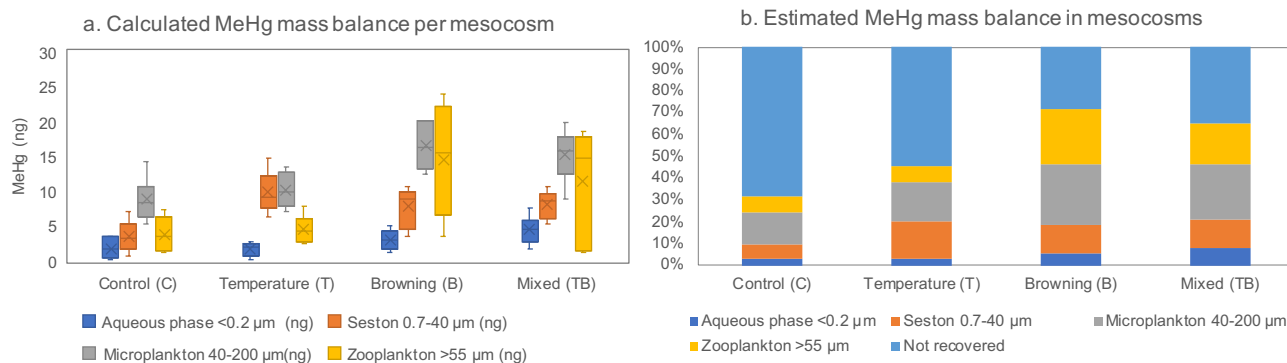 a. Calculated MeHg mass balance per mesocosm
30
25
20
15
10
5
0
MeHg (ng)
Control (C) Temperature (T) Browning (B) Mixed (TB)
Aqueous phase <0.2 µm (ng) Seston 0.7-40 µm (ng)
Microplankton 40-200 µm(ng) Zooplankton >55 µm (ng)
b. Estimated MeHg mass balance in mesocosms
100%
90%
80%
70%
60%
50%
40%
30%
20%
10%
0%
Control (C) Temperature (T) Browning (B) Mixed (TB)
Aqueous phase <0.2 µm Seston 0.7-40 µm Microplankton 40-200 µm
Zooplankton >55 µm Not recovered